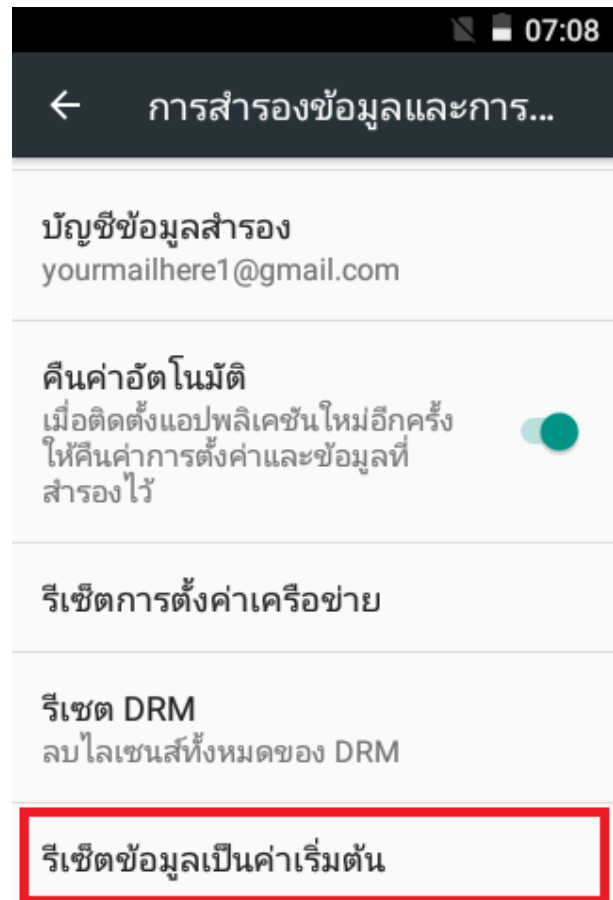 07:08
การสำรองข้อมูลและการ...
บัญชีข้อมูลสำรอง
yourmailhere1@gmail.com
คืนค่าอัตโนมัติ
เมื่อติดตั้งแอปพลิเคชันใหม่อีกครั้ง
ให้คืนค่าการตั้งค่าและข้อมูลที่
สำรองไว้
รีเซ็ตการตั้งค่าเครือข่าย
รีเซต DRM
ลบไลเซนส์ทั้งหมดของ DRM
รีเซ็ตข้อมูลเป็นค่าเริ่มต้น